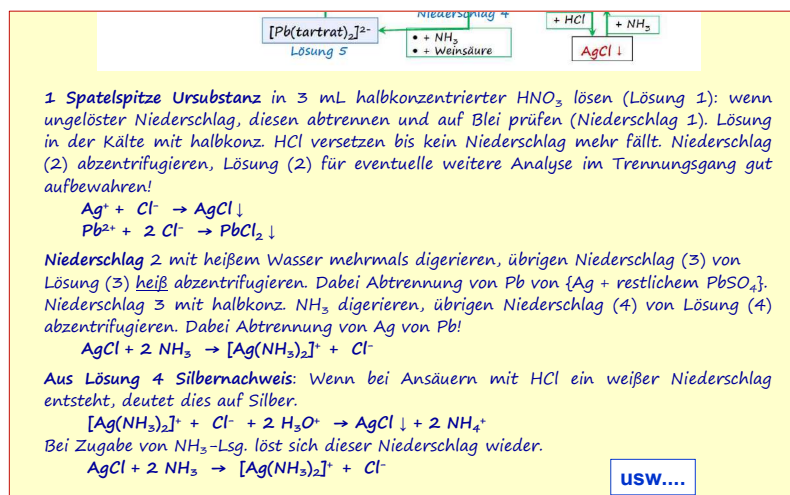 Niederschlag 4
+ HCl
+ NH₃
[Pb(tartrat)₂]²⁻
Lösung 5
• + NH₃
• + Weinsäure
AgCl ↓
1 Spatelspitze Ursubstanz in 3 mL halbkonzentrierter HNO₃ lösen (Lösung 1): wenn
ungelöster Niederschlag, diesen abtrennen und auf Blei prüfen (Niederschlag 1). Lösung
in der Kälte mit halbkonz. HCl versetzen bis kein Niederschlag mehr fällt. Niederschlag
(2) abzentrifugieren, Lösung (2) für eventuelle weitere Analyse im Trennungsgang gut
aufbewahren!
Ag⁺ + Cl⁻ → AgCl ↓
Pb²⁺ + 2 Cl⁻ → PbCl₂ ↓
Niederschlag 2 mit heißem Wasser mehrmals digerieren, übrigen Niederschlag (3) von
Lösung (3) heiß abzentrifugieren. Dabei Abtrennung von Pb von {Ag + restlichem PbSO₄}.
Niederschlag 3 mit halbkonz. NH₃ digerieren, übrigen Niederschlag (4) von Lösung (4)
abzentrifugieren. Dabei Abtrennung von Ag von Pb!
AgCl + 2 NH₃ → [Ag(NH₃)₂]⁺ + Cl⁻
Aus Lösung 4 Silbernachweis: Wenn bei Ansäuern mit HCl ein weißer Niederschlag
entsteht, deutet dies auf Silber.
[Ag(NH₃)₂]⁺ + Cl⁻ + 2 H₃O⁺ → AgCl ↓ + 2 NH₄⁺
Bei Zugabe von NH₃-Lsg. löst sich dieser Niederschlag wieder.
AgCl + 2 NH₃ → [Ag(NH₃)₂]⁺ + Cl⁻
usw....